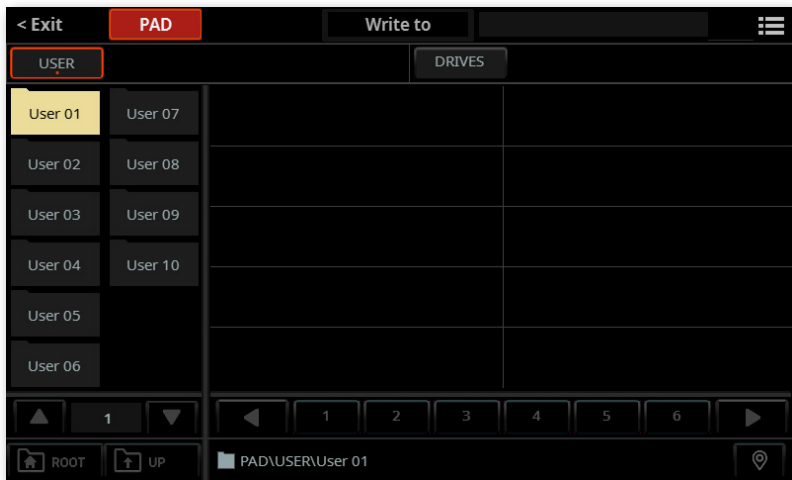 < Exit PAD Write to
USER DRIVES
User 01 User 07
User 02 User 08
User 03 User 09
User 04 User 10
User 05
User 06
1 1 2 3 4 5 6
ROOT UP PAD\USER\User 01